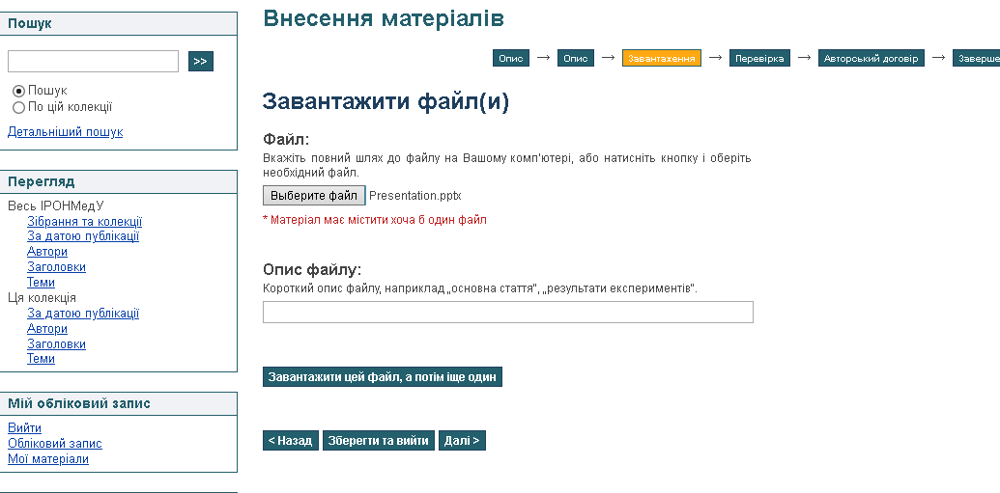 Пошук
>>
Пошук
По цій колекції
Детальніший пошук
Перегляд
Весь ІРОНМедУ
Зібрання та колекції
За датою публікації
Автори
Заголовки
Теми
Ця колекція
За датою публікації
Автори
Заголовки
Теми
Мій обліковий запис
Вийти
Обліковий запис
Мої матеріали
Внесення матеріалів
Опис → Опис → Завантаження → Перевірка → Авторський договір → Заверше
Завантажити файл(и)
Файл:
Вкажіть повний шлях до файлу на Вашому комп'ютері, або натисніть кнопку і оберіть
необхідний файл.
Выберите файл Presentation.pptx
* Матеріал має містити хоча б один файл
Опис файлу:
Короткий опис файлу, наприклад „основна стаття", „результати експериментів".
Завантажити цей файл, а потім іще один
< Назад Зберегти та вийти Далі >